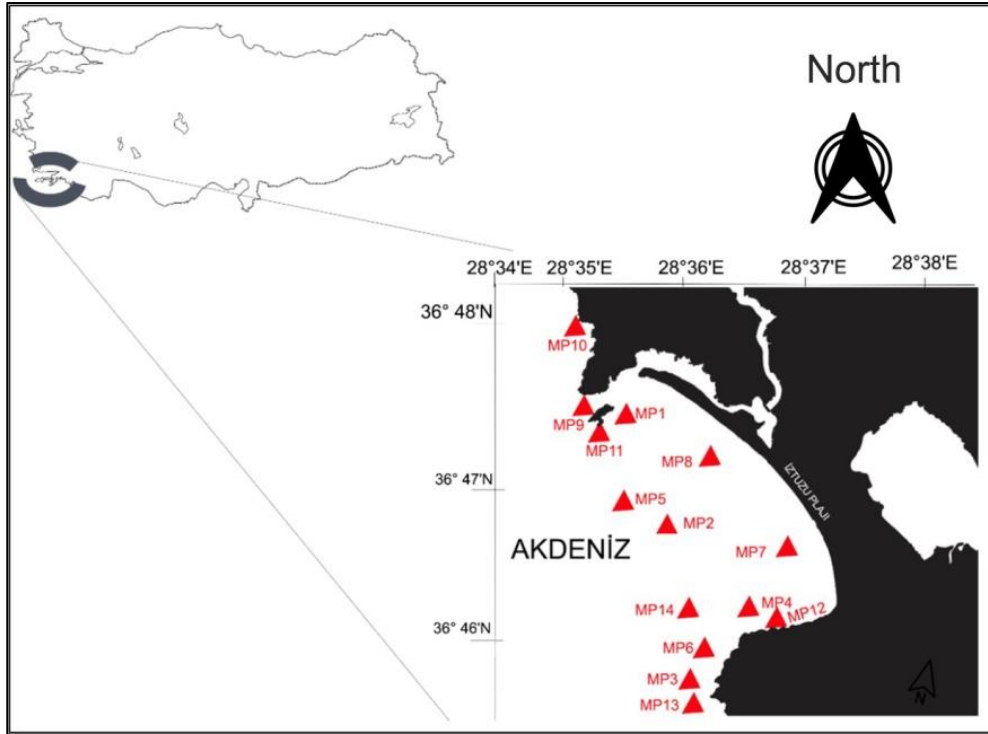 North
28°34'E 28°35'E 28°36'E 28°37'E 28°38'E
36° 48'N
MP10
MP9
MP1
MP11
MP8
İZTUZU PLAJI
36° 47'N
MP5
MP2
AKDENİZ
MP7
MP14
MP4
MP12
36° 46'N
MP6
MP3
MP13
N